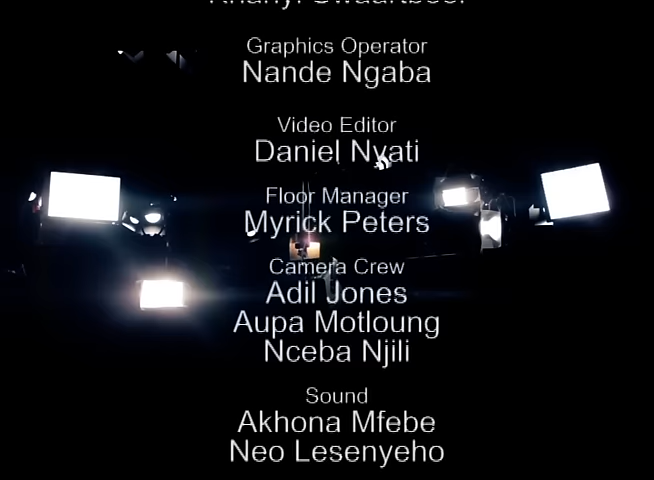 Graphics Operator
Nande Ngaba
Video Editor
Daniel Nyati
Floor Manager
Myrick Peters
Camera Crew
Adil Jones
Aupa Motloung
Nceba Njili
Sound
Akhona Mfebe
Neo Lesenyeho